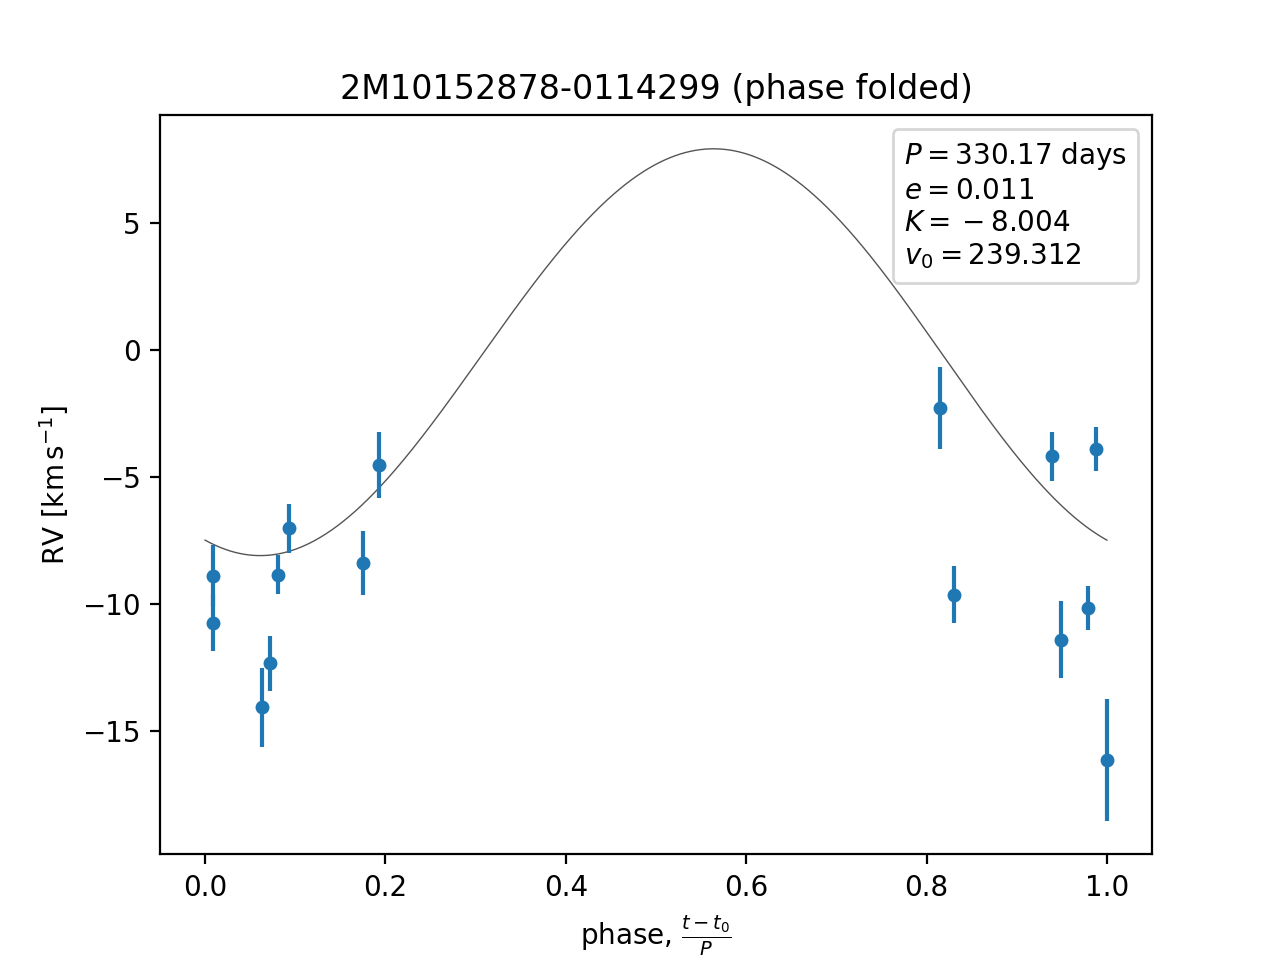 2M10152878-0114299 (phase folded)
P = 330.17 days
e = 0.011
K = −8.004
v₀ = 239.312
RV [km s⁻¹]
5
0
−5
−10
−15
0.0 0.2 0.4 0.6 0.8 1.0
phase, (t − t₀)/P